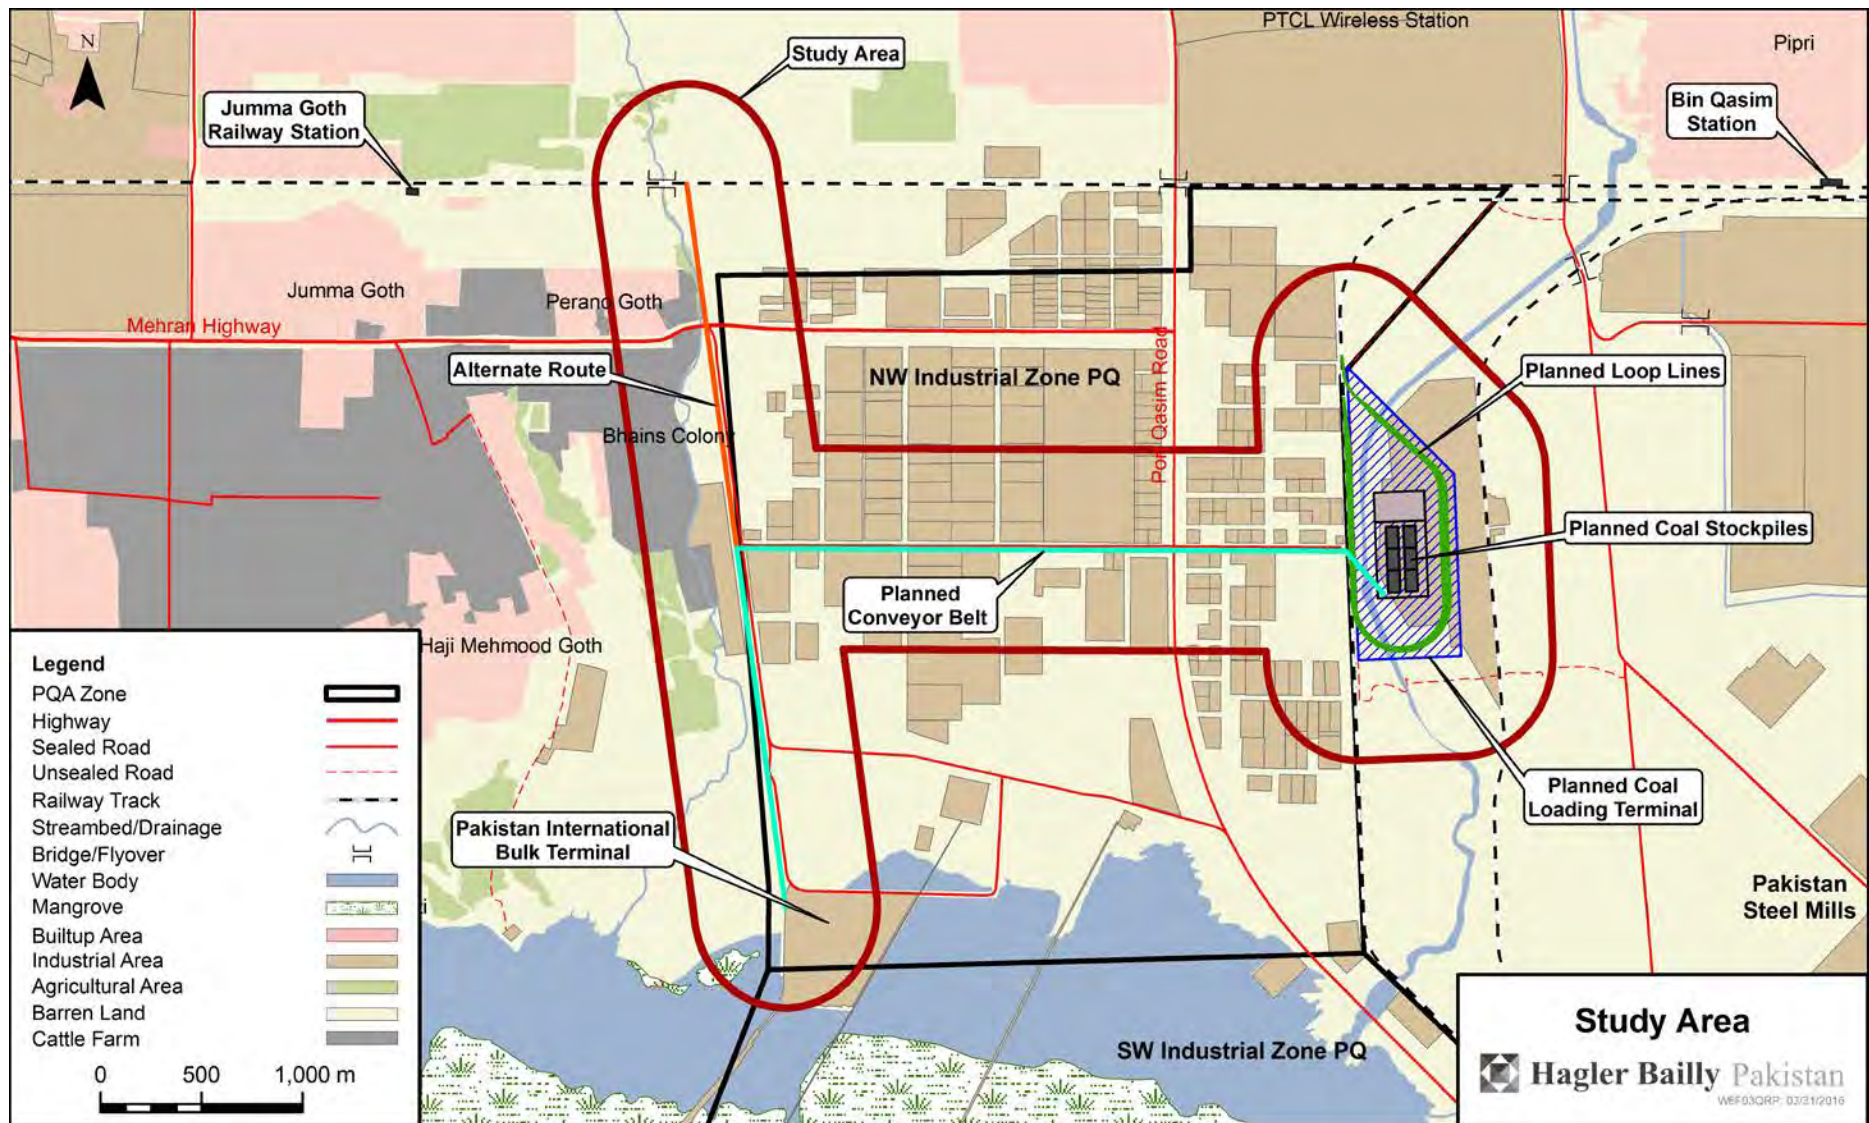 PTCL Wireless Station
Pipri
N
Study Area
Jumma Goth
Railway Station
Bin Qasim
Station
Jumma Goth
Perano Goth
Mehran Highway
Alternate Route
NW Industrial Zone PQ
Port Qasim Road
Planned Loop Lines
Bhains Colony
Planned Coal Stockpiles
Planned
Conveyor Belt
Haji Mehmood Goth
Planned Coal
Loading Terminal
Pakistan International
Bulk Terminal
Pakistan
Steel Mills
SW Industrial Zone PQ
Legend
PQA Zone
Highway
Sealed Road
Unsealed Road
Railway Track
Streambed/Drainage
Bridge/Flyover
Water Body
Mangrove
Builtup Area
Industrial Area
Agricultural Area
Barren Land
Cattle Farm
0 500 1,000 m
Study Area
Hagler Bailly Pakistan